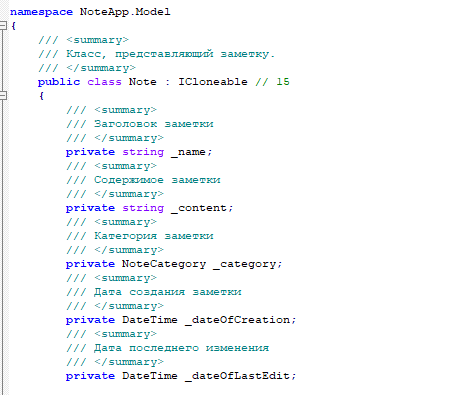 namespace NoteApp.Model
{
/// <summary>
/// Класс, представляющий заметку.
/// </summary>
public class Note : ICloneable // 15
{
/// <summary>
/// Заголовок заметки
/// </summary>
private string _name;
/// <summary>
/// Содержимое заметки
/// </summary>
private string _content;
/// <summary>
/// Категория заметки
/// </summary>
private NoteCategory _category;
/// <summary>
/// Дата создания заметки
/// </summary>
private DateTime _dateOfCreation;
/// <summary>
/// Дата последнего изменения
/// </summary>
private DateTime _dateOfLastEdit;